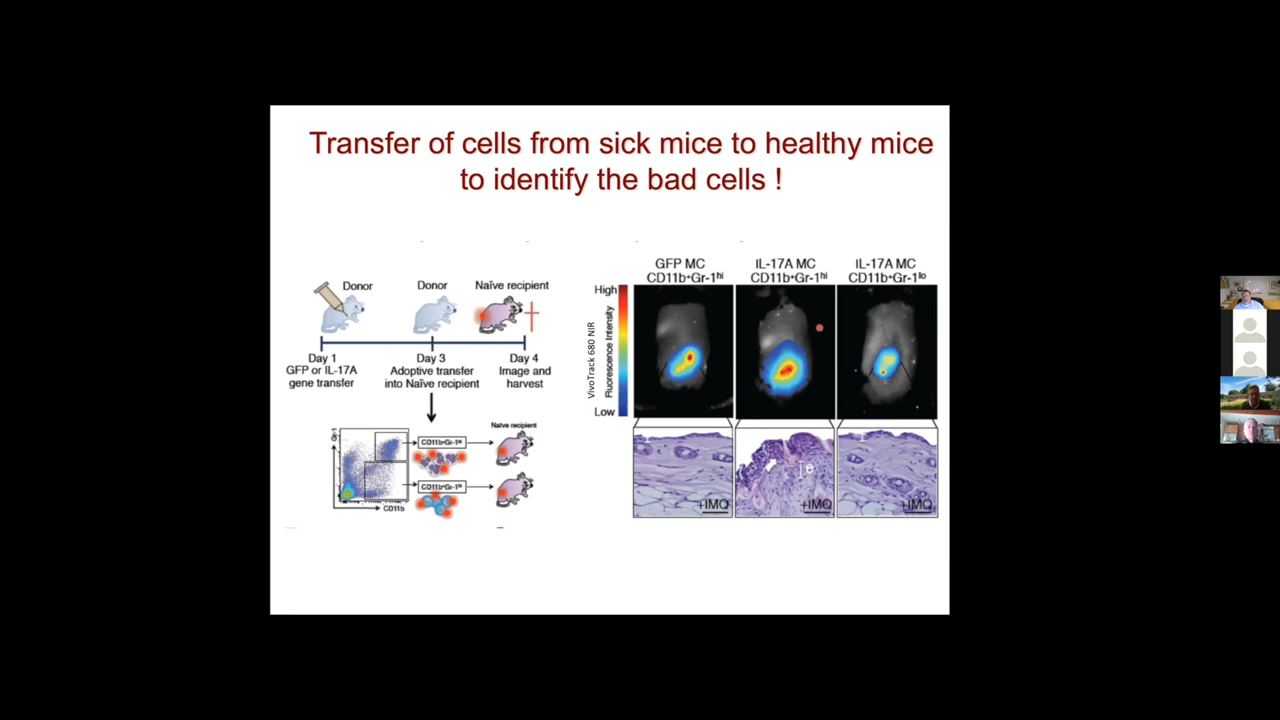 Transfer of cells from sick mice to healthy mice
to identify the bad cells !
Donor
Donor
Naïve recipient
Day 1
GFP or IL-17A
gene transfer
Day 3
Adoptive transfer
into Naïve recipient
Day 4
Image and
harvest
Gr-1
CD11b
CD11b⁺Gr-1ʰⁱ
Naïve recipient
High
Low
VivoTrack 680 NIR
Fluorescence Intensity
GFP MC
CD11b⁺Gr-1ʰⁱ
IL-17A MC
CD11b⁺Gr-1ʰⁱ
IL-17A MC
CD11b⁺Gr-1ˡᵒ
e
+IMQ
+IMQ
+IMQ